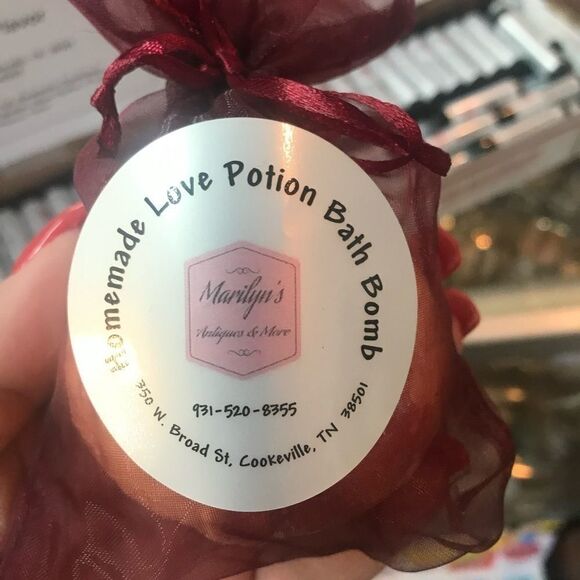 Homemade Love Potion Bath Bomb
Marilyn's
Antiques & More
931-520-8355
350 W. Broad St, Cookeville, TN 38501